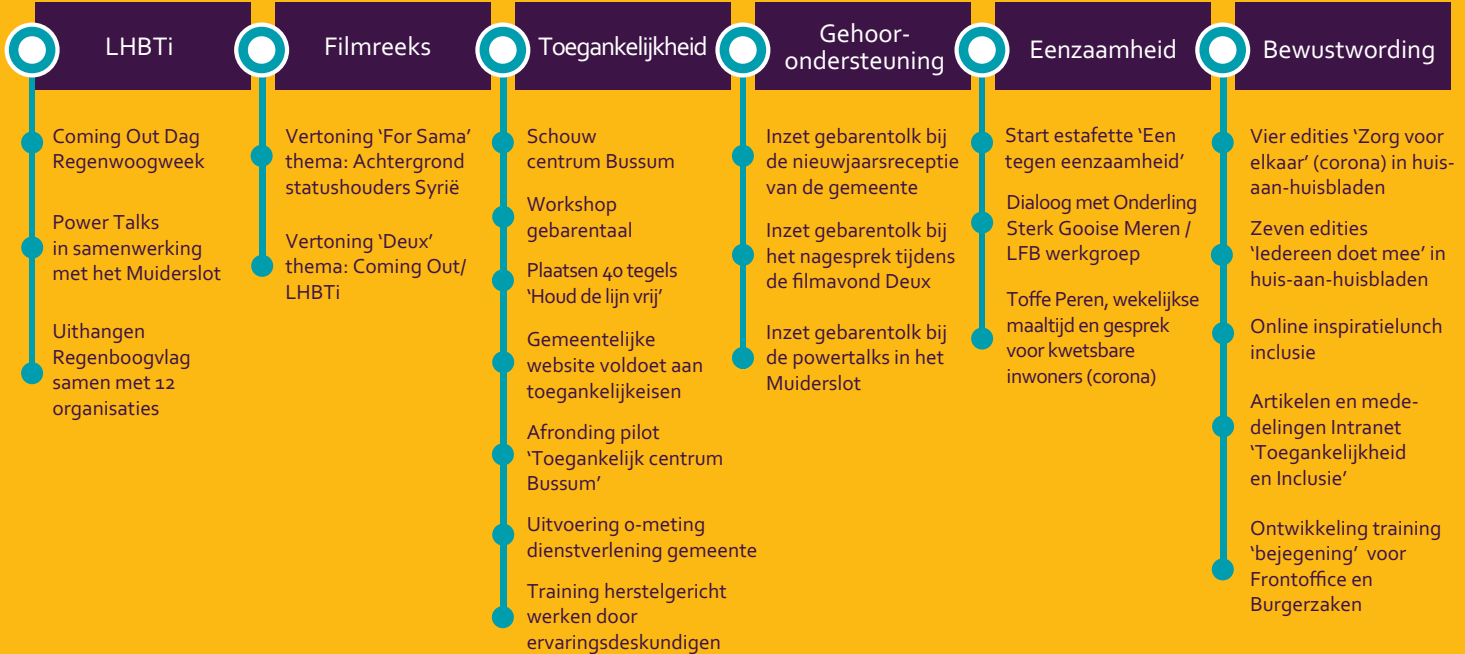 LHBTi
Coming Out Dag
Regenwoogweek
Power Talks
in samenwerking
met het Muiderslot
Uithangen
Regenboogvlag
samen met 12
organisaties
Filmreeks
Vertoning ‘For Sama’
thema: Achtergrond
statushouders Syrië
Vertoning ‘Deux’
thema: Coming Out/
LHBTi
Toegankelijkheid
Schouw
centrum Bussum
Workshop
gebarentaal
Plaatsen 40 tegels
‘Houd de lijn vrij’
Gemeentelijke
website voldoet aan
toegankelijkeisen
Afronding pilot
‘Toegankelijk centrum
Bussum’
Uitvoering 0-meting
dienstverlening gemeente
Training herstelgericht
werken door
ervaringsdeskundigen
Gehoor-
ondersteuning
Inzet gebarentolk bij
de nieuwjaarsreceptie
van de gemeente
Inzet gebarentolk bij
het nagesprek tijdens
de filmavond Deux
Inzet gebarentolk bij
de powertalks in het
Muiderslot
Eenzaamheid
Start estafette ‘Een
tegen eenzaamheid’
Dialoog met Onderling
Sterk Gooise Meren /
LFB werkgroep
Toffe Peren, wekelijkse
maaltijd en gesprek
voor kwetsbare
inwoners (corona)
Bewustwording
Vier edities ‘Zorg voor
elkaar’ (corona) in huis-
aan-huisbladen
Zeven edities
‘Iedereen doet mee’ in
huis-aan-huisbladen
Online inspiratielunch
inclusie
Artikelen en mede-
delingen Intranet
‘Toegankelijkheid
en Inclusie’
Ontwikkeling training
‘bejegening’ voor
Frontoffice en
Burgerzaken